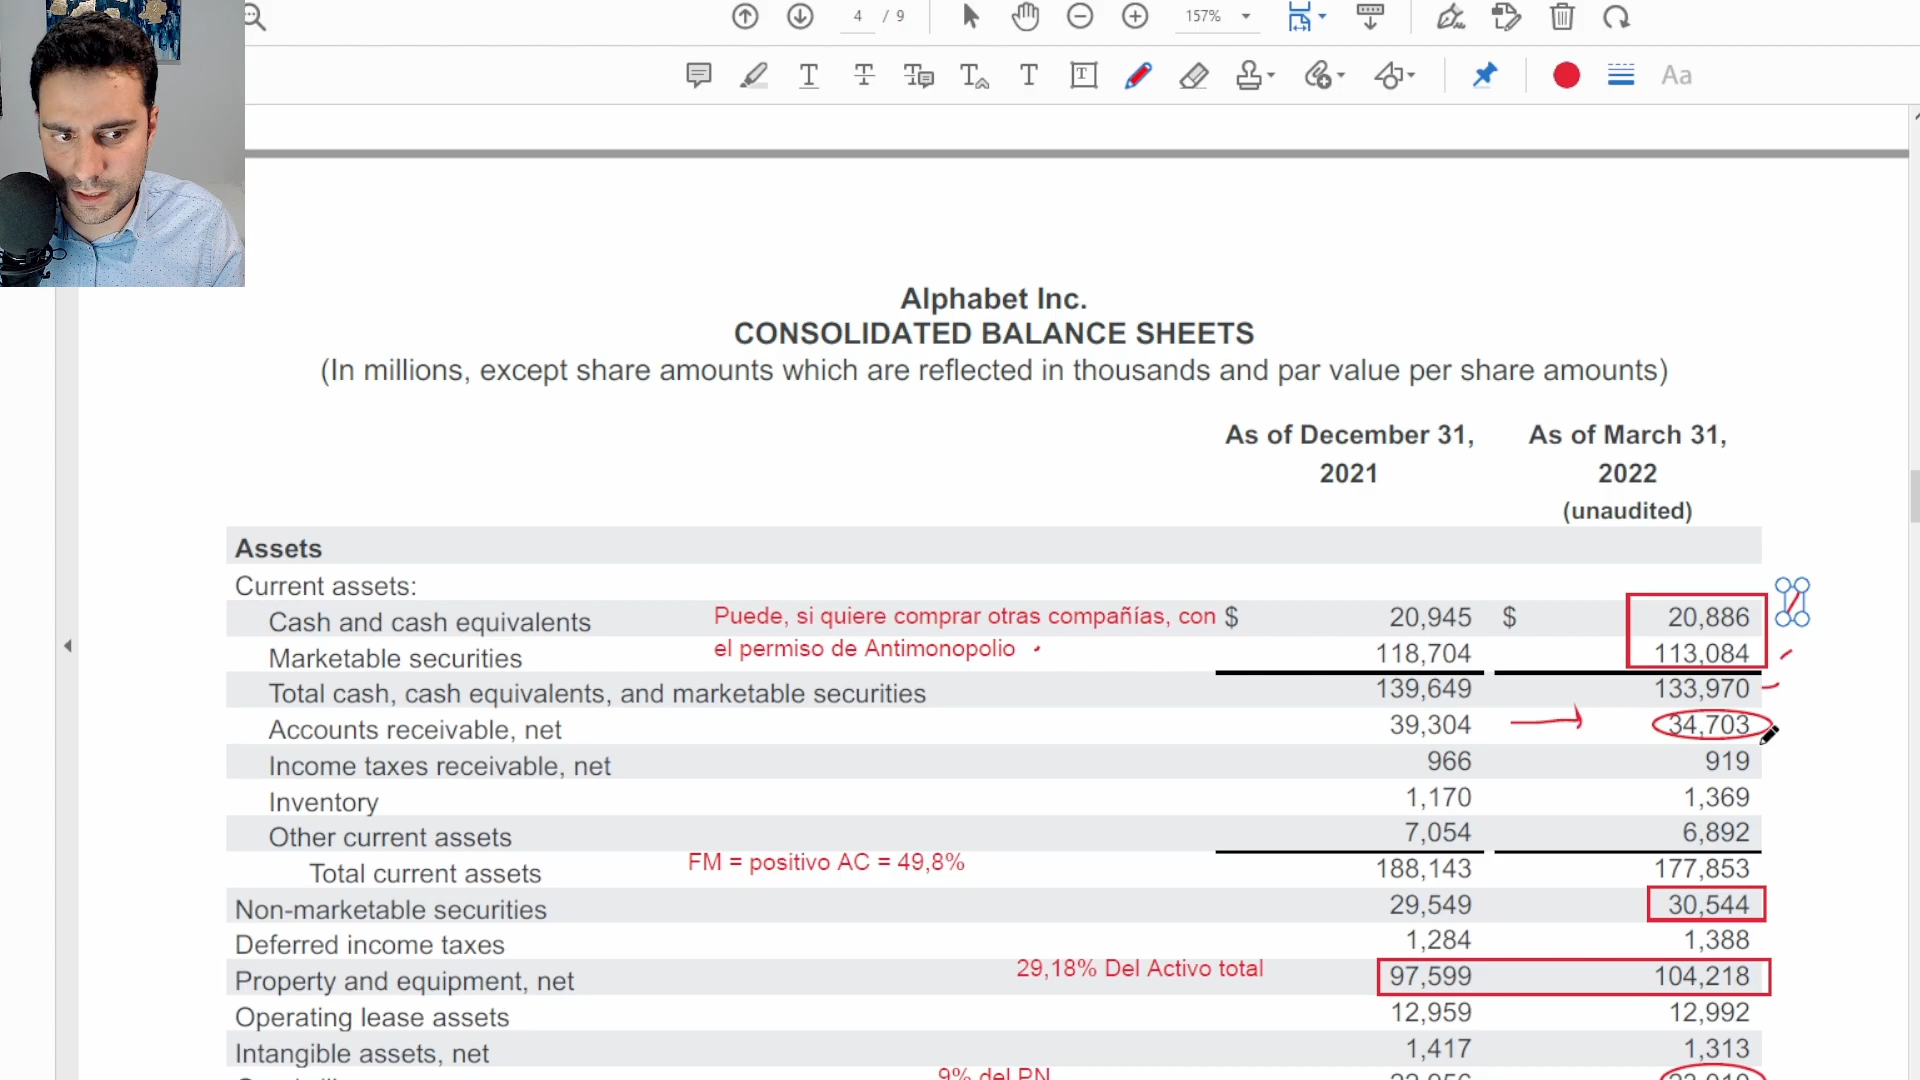 4 / 9
157%
Aa
Alphabet Inc.
CONSOLIDATED BALANCE SHEETS
(In millions, except share amounts which are reflected in thousands and par value per share amounts)
As of December 31, 2021
As of March 31, 2022
(unaudited)
Assets
Current assets:
Cash and cash equivalents $ 20,945 $ 20,886
Puede, si quiere comprar otras compañías, con
el permiso de Antimonopolio
Marketable securities 118,704 113,084
Total cash, cash equivalents, and marketable securities 139,649 133,970
Accounts receivable, net 39,304 34,703
Income taxes receivable, net 966 919
Inventory 1,170 1,369
Other current assets 7,054 6,892
FM = positivo AC = 49,8%
Total current assets 188,143 177,853
Non-marketable securities 29,549 30,544
Deferred income taxes 1,284 1,388
29,18% Del Activo total
Property and equipment, net 97,599 104,218
Operating lease assets 12,959 12,992
Intangible assets, net 1,417 1,313
9% del PN